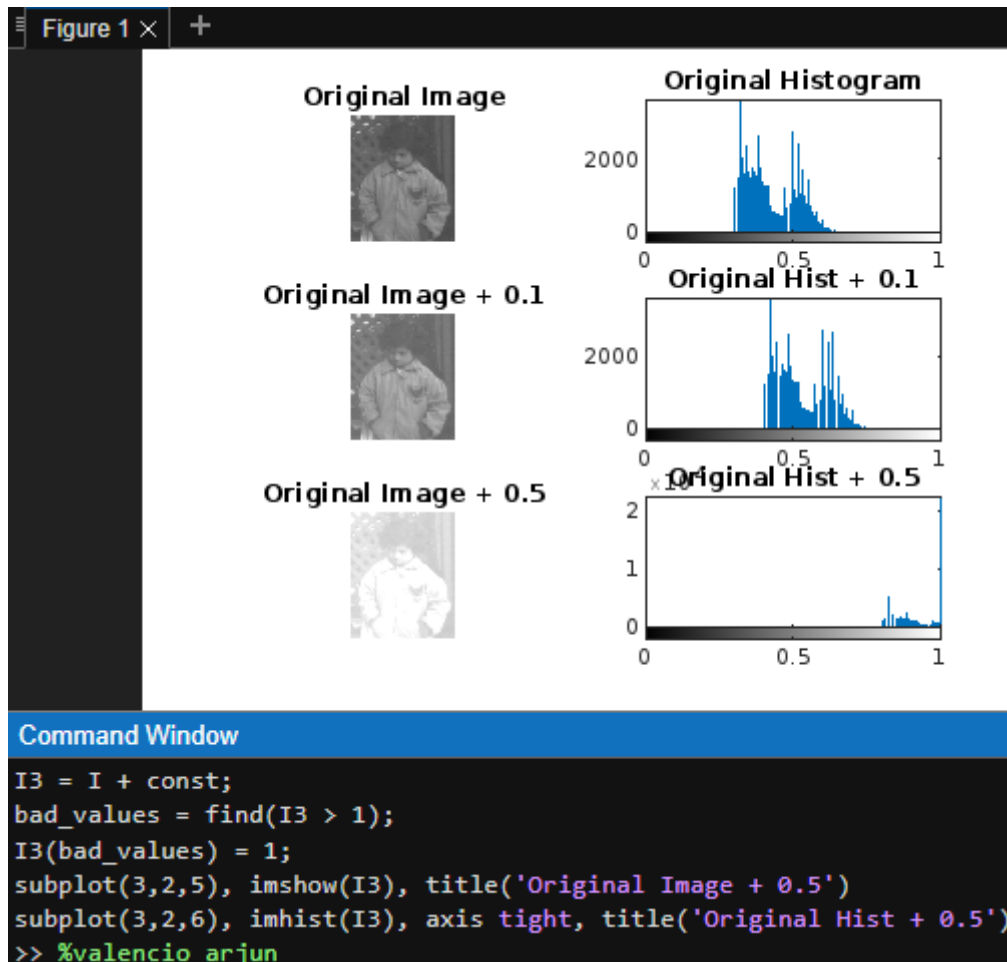 Figure 1 × +
Original Image
Original Histogram
2000
0
0 0.5 1
Original Image + 0.1
Original Hist + 0.1
2000
0
0 0.5 1
Original Image + 0.5
Original Hist + 0.5
2
1
0
0 0.5 1
Command Window
I3 = I + const;
bad_values = find(I3 > 1);
I3(bad_values) = 1;
subplot(3,2,5), imshow(I3), title('Original Image + 0.5')
subplot(3,2,6), imhist(I3), axis tight, title('Original Hist + 0.5')
>> %valencio arjun